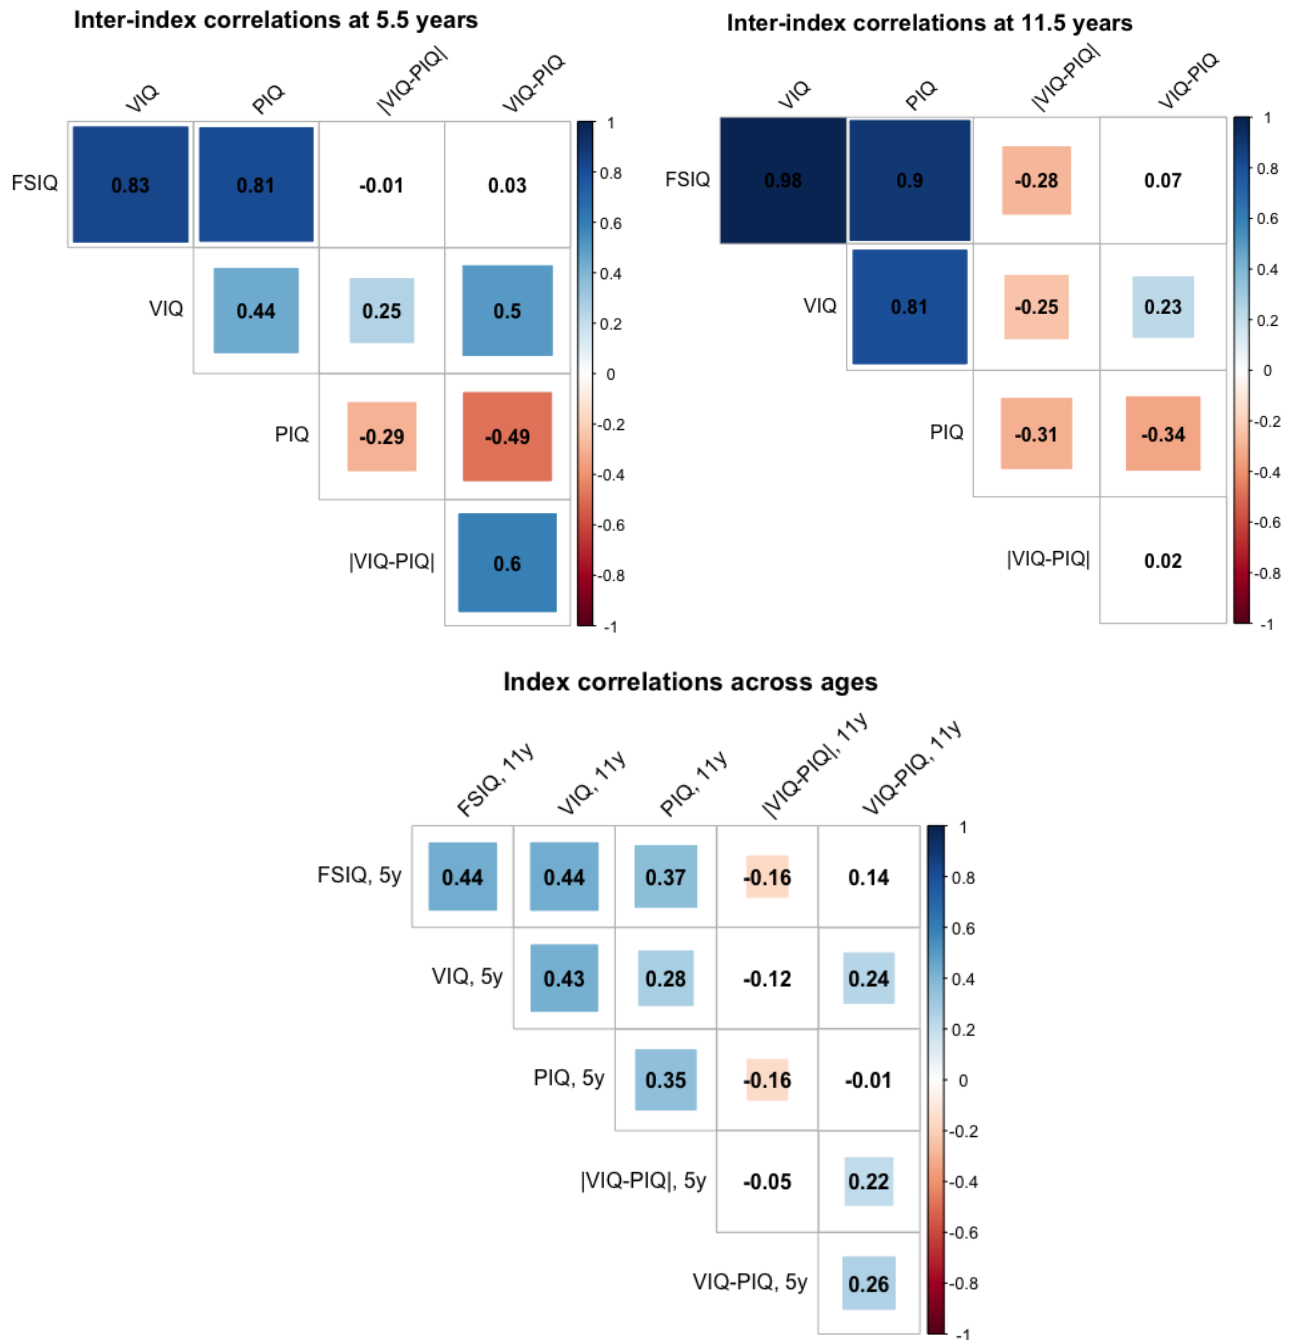 Inter-index correlations at 5.5 years
VIQ PIQ |VIQ-PIQ| VIQ-PIQ
FSIQ 0.83 0.81 -0.01 0.03
VIQ 0.44 0.25 0.5
PIQ -0.29 -0.49
|VIQ-PIQ| 0.6
1
0.8
0.6
0.4
0.2
0
-0.2
-0.4
-0.6
-0.8
-1
Inter-index correlations at 11.5 years
VIQ PIQ |VIQ-PIQ| VIQ-PIQ
FSIQ 0.98 0.9 -0.28 0.07
VIQ 0.81 -0.25 0.23
PIQ -0.31 -0.34
|VIQ-PIQ| 0.02
1
0.8
0.6
0.4
0.2
0
-0.2
-0.4
-0.6
-0.8
-1
Index correlations across ages
FSIQ, 11y VIQ, 11y PIQ, 11y |VIQ-PIQ|, 11y VIQ-PIQ, 11y
FSIQ, 5y 0.44 0.44 0.37 -0.16 0.14
VIQ, 5y 0.43 0.28 -0.12 0.24
PIQ, 5y 0.35 -0.16 -0.01
|VIQ-PIQ|, 5y -0.05 0.22
VIQ-PIQ, 5y 0.26
1
0.8
0.6
0.4
0.2
0
-0.2
-0.4
-0.6
-0.8
-1